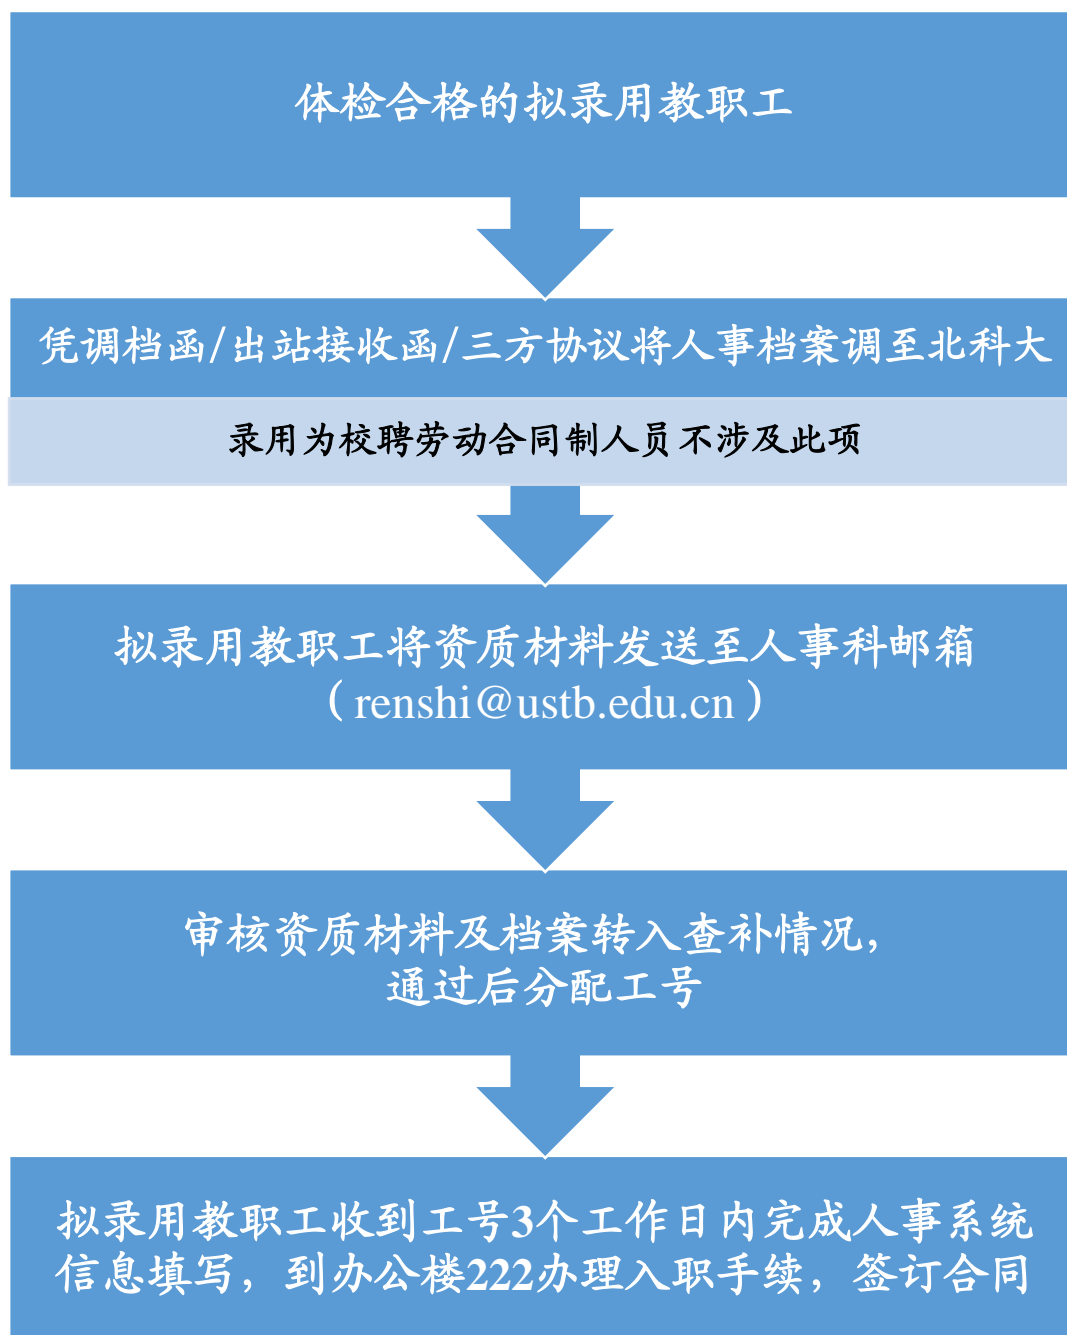 体检合格的拟录用教职工
凭调档函/出站接收函/三方协议将人事档案调至北科大
录用为校聘劳动合同制人员不涉及此项
拟录用教职工将资质材料发送至人事科邮箱
（renshi@ustb.edu.cn）
审核资质材料及档案转入查补情况，
通过后分配工号
拟录用教职工收到工号3个工作日内完成人事系统
信息填写，到办公楼222办理入职手续，签订合同